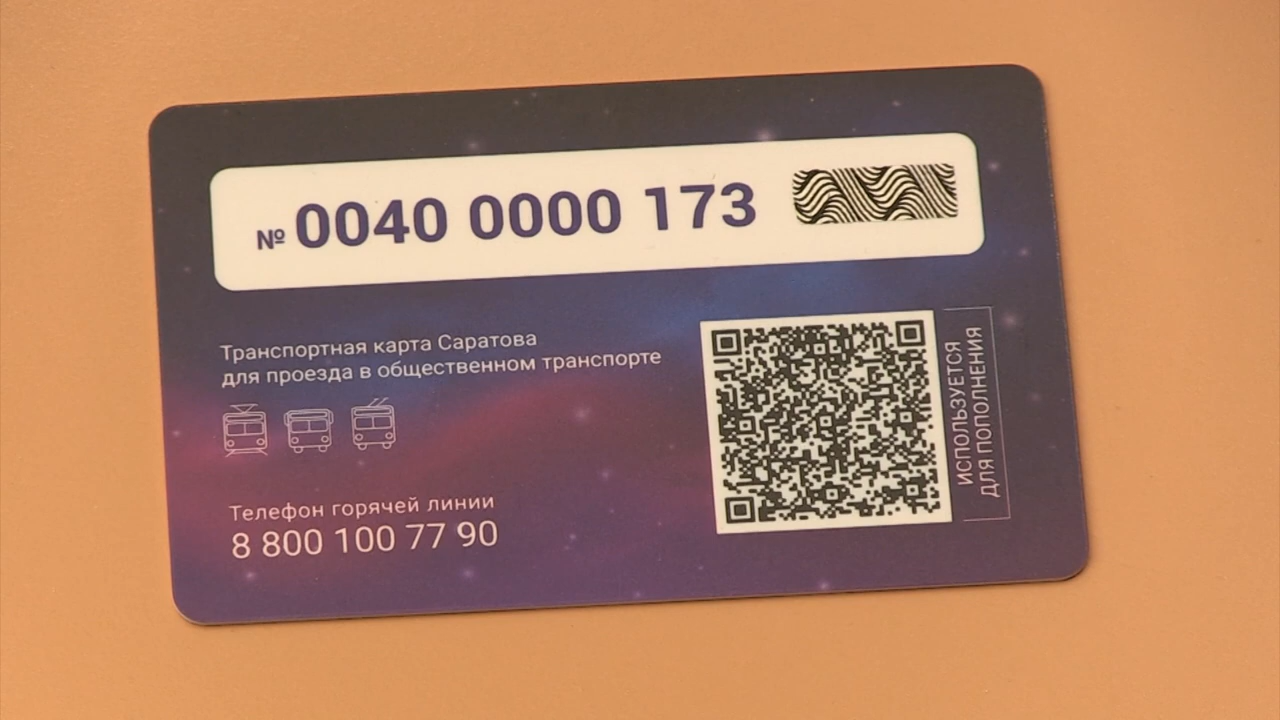 № 0040 0000 173
Транспортная карта Саратова
для проезда в общественном транспорте
ИСПОЛЬЗУЕТСЯ
ДЛЯ ПОПОЛНЕНИЯ
Телефон горячей линии
8 800 100 77 90